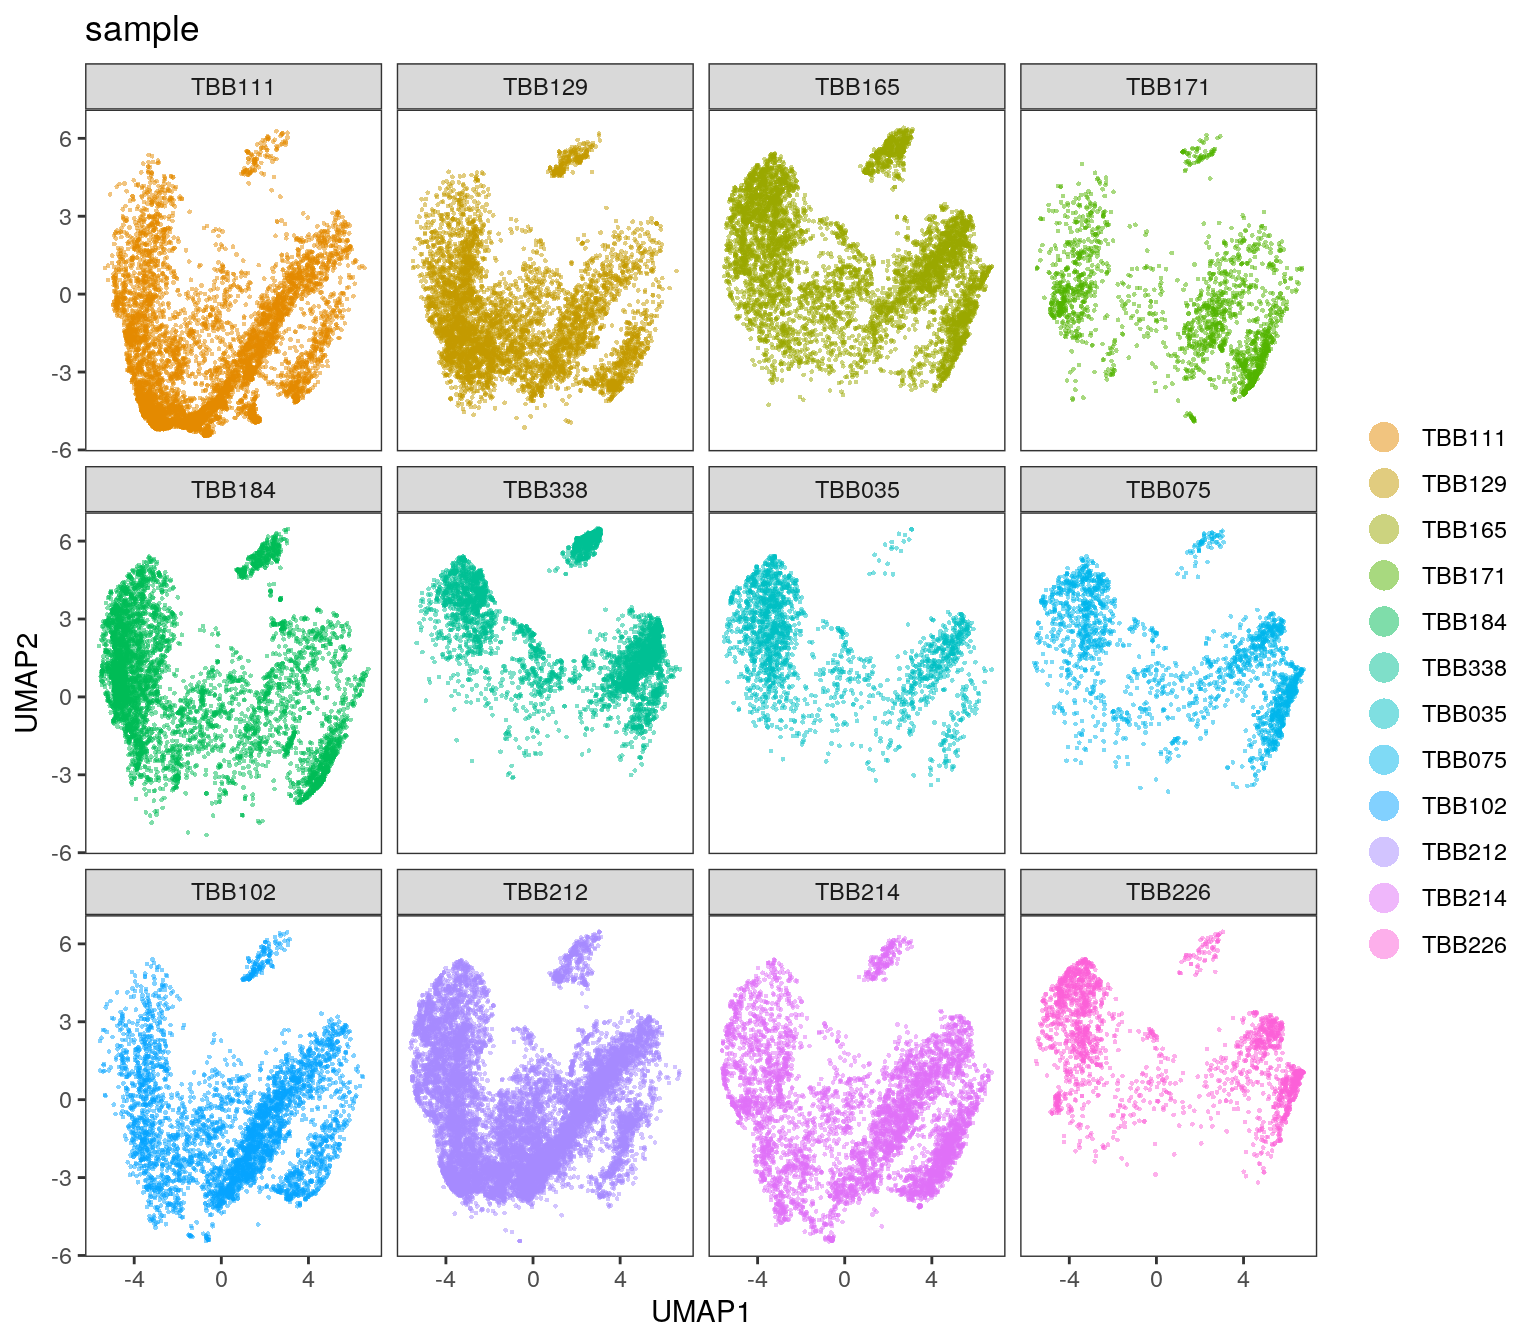 sample
TBB111 TBB129 TBB165 TBB171
6
3
0
-3
-6
TBB184 TBB338 TBB035 TBB075
6
3
0
-3
-6
TBB102 TBB212 TBB214 TBB226
6
3
0
-3
-6
-4 0 4 -4 0 4 -4 0 4 -4 0 4
UMAP1
UMAP2
TBB111
TBB129
TBB165
TBB171
TBB184
TBB338
TBB035
TBB075
TBB102
TBB212
TBB214
TBB226